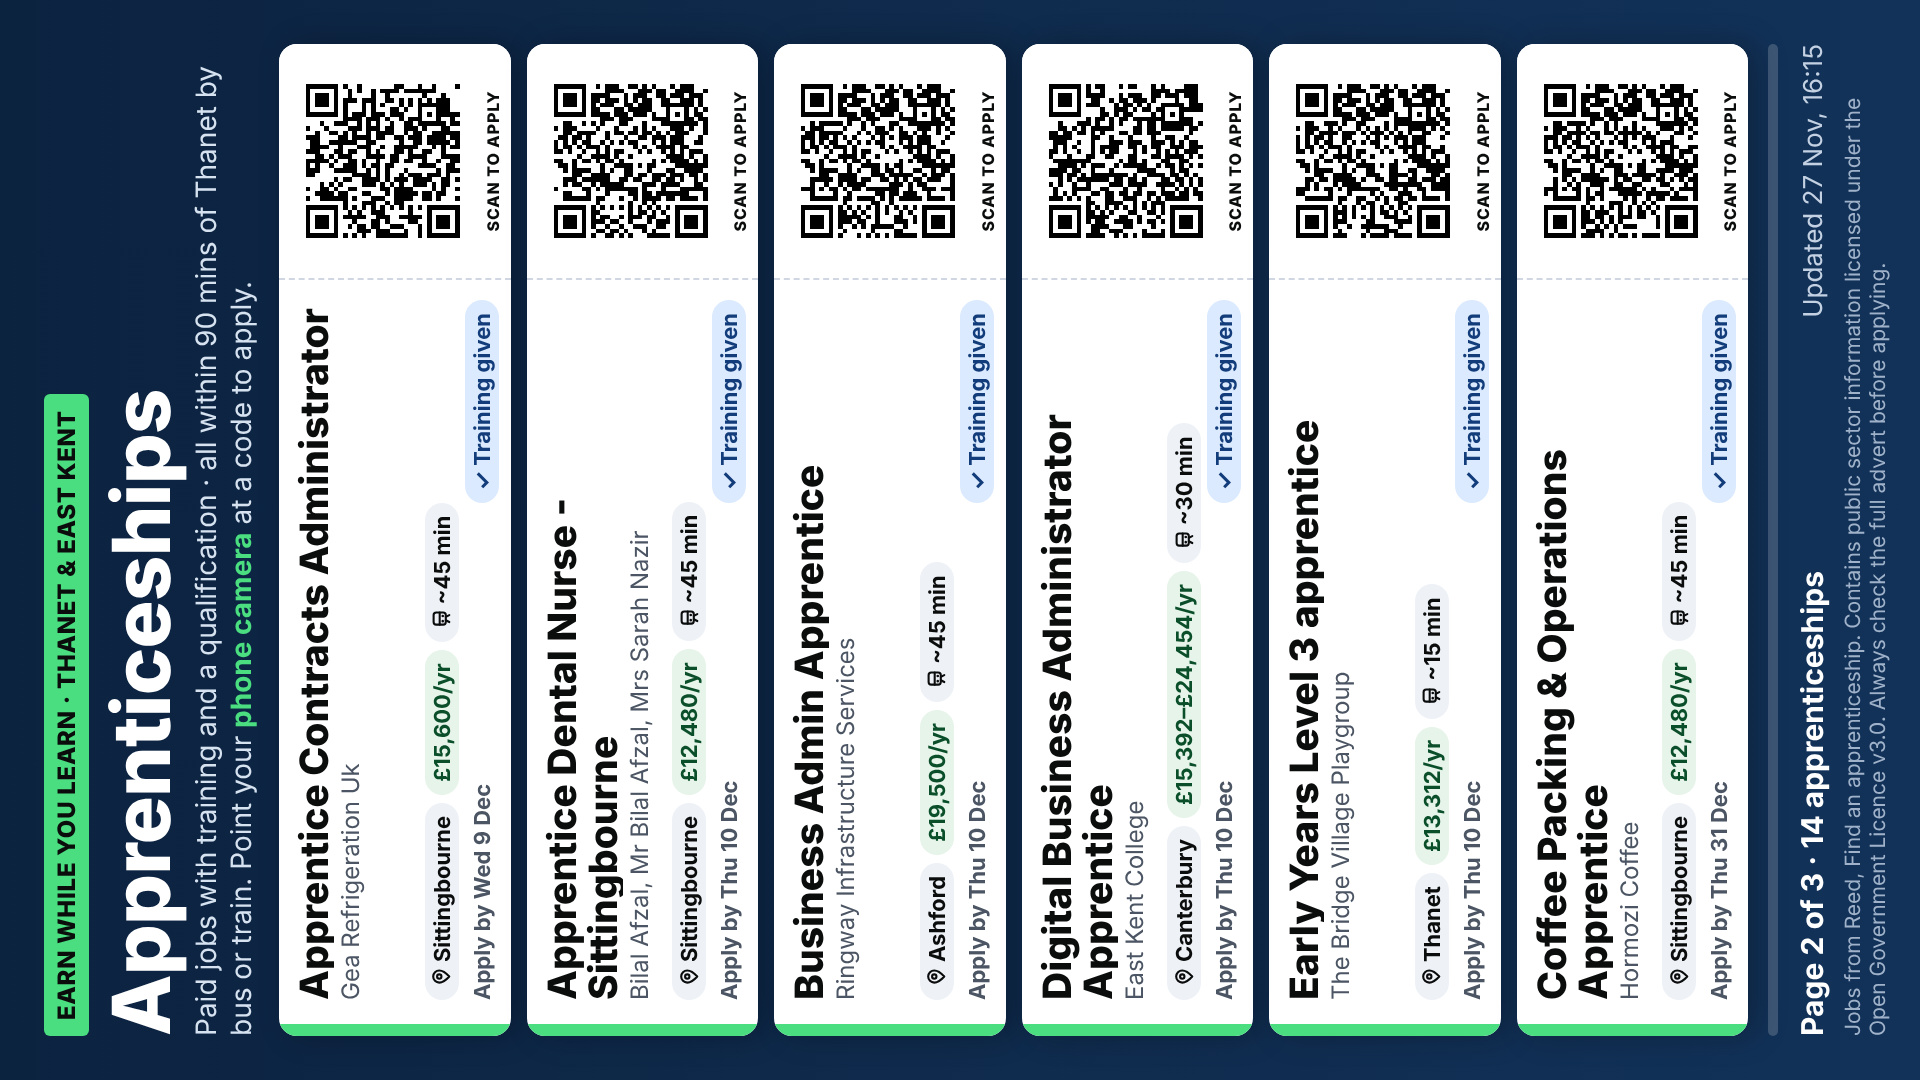 EARN WHILE YOU LEARN · THANET & EAST KENT
Apprenticeships
Paid jobs with training and a qualification · all within 90 mins of Thanet by
bus or train. Point your phone camera at a code to apply.
Apprentice Contracts Administrator
Gea Refrigeration Uk
Sittingbourne £15,600/yr ~45 min
Apply by Wed 9 Dec ✓ Training given
SCAN TO APPLY
Apprentice Dental Nurse -
Sittingbourne
Bilal Afzal, Mr Bilal Afzal, Mrs Sarah Nazir
Sittingbourne £12,480/yr ~45 min
Apply by Thu 10 Dec ✓ Training given
SCAN TO APPLY
Business Admin Apprentice
Ringway Infrastructure Services
Ashford £19,500/yr ~45 min
Apply by Thu 10 Dec ✓ Training given
SCAN TO APPLY
Digital Business Administrator
Apprentice
East Kent College
Canterbury £15,392–£24,454/yr ~30 min
Apply by Thu 10 Dec ✓ Training given
SCAN TO APPLY
Early Years Level 3 apprentice
The Bridge Village Playgroup
Thanet £13,312/yr ~15 min
Apply by Thu 10 Dec ✓ Training given
SCAN TO APPLY
Coffee Packing & Operations
Apprentice
Hormozi Coffee
Sittingbourne £12,480/yr ~45 min
Apply by Thu 31 Dec ✓ Training given
SCAN TO APPLY
Page 2 of 3 · 14 apprenticeships Updated 27 Nov, 16:15
Jobs from Reed, Find an apprenticeship. Contains public sector information licensed under the
Open Government Licence v3.0. Always check the full advert before applying.